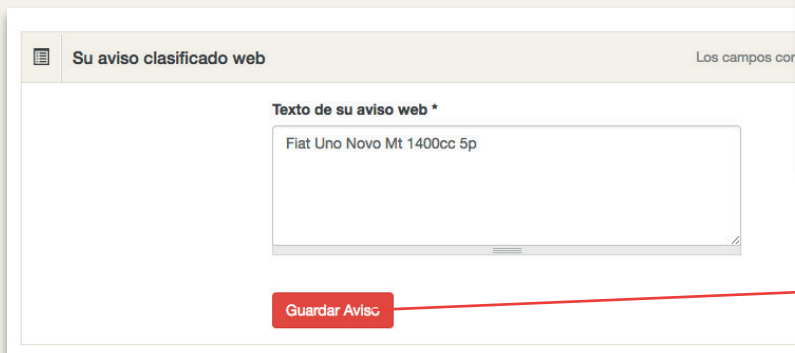 Su aviso clasificado web
Los campos con
Texto de su aviso web *
Fiat Uno Novo Mt 1400cc 5p
Guardar Aviso